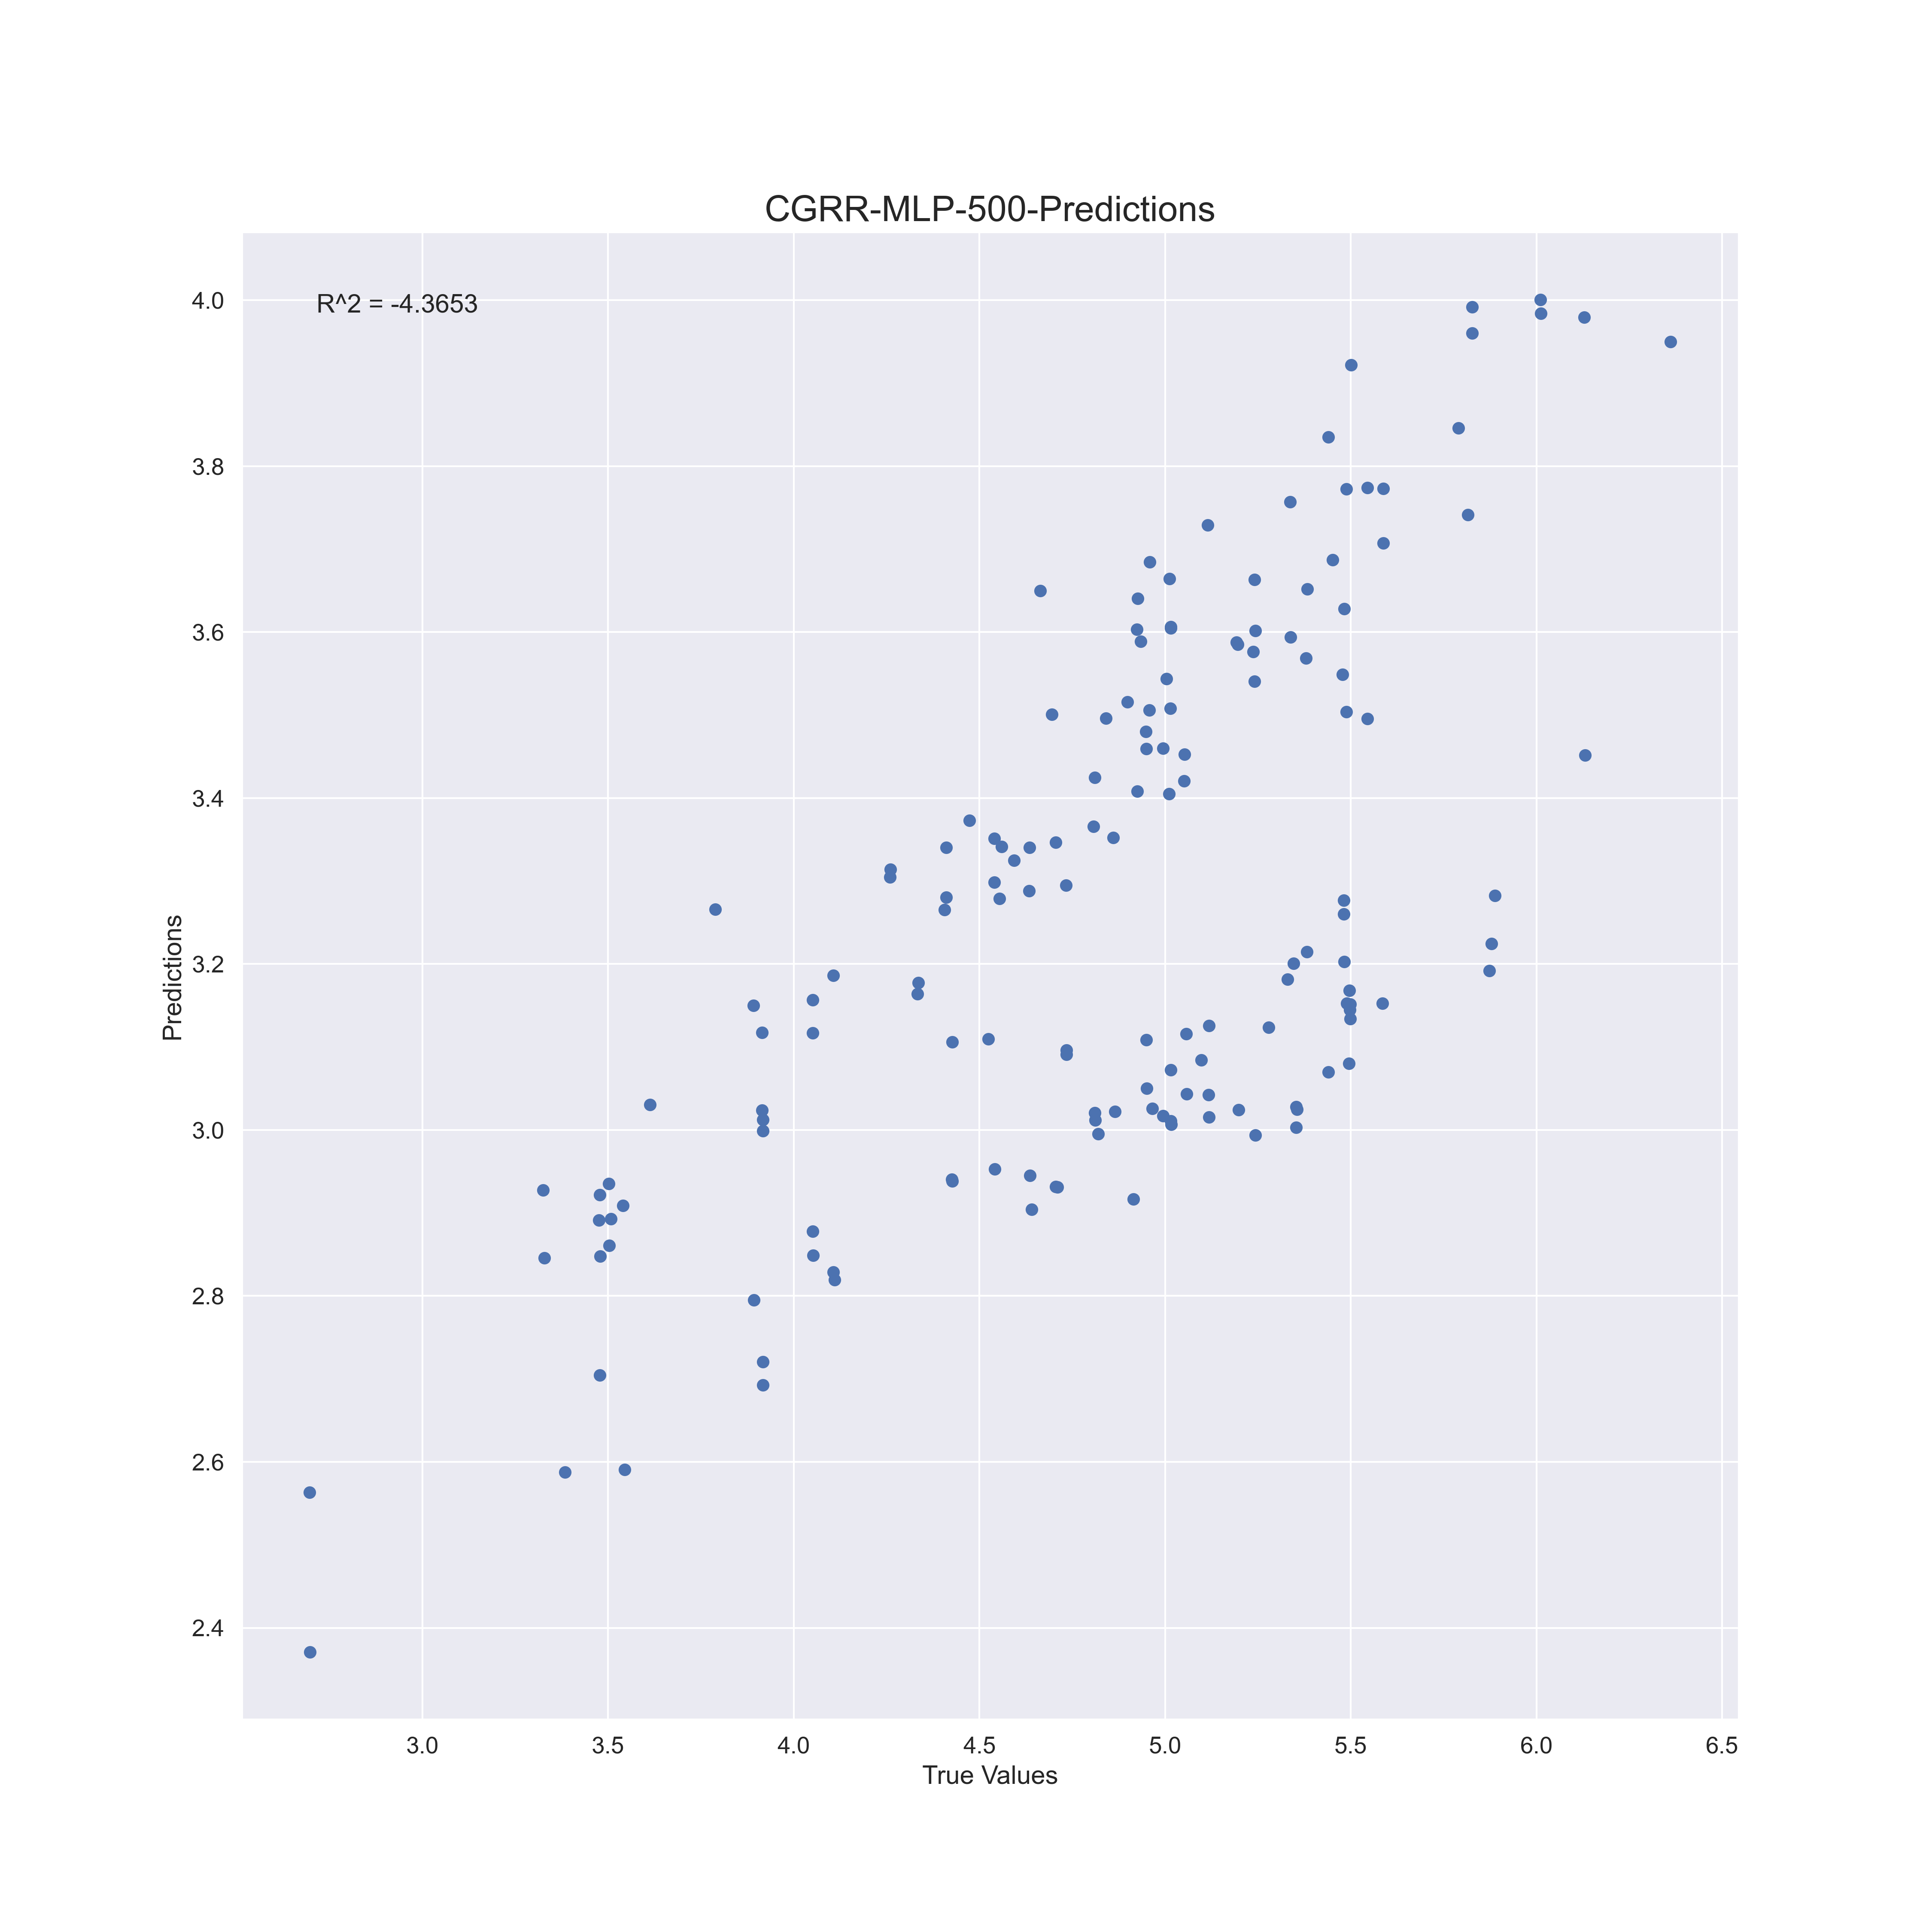 CGRR-MLP-500-Predictions
R^2 = -4.3653
4.0
3.8
3.6
3.4
3.2
3.0
2.8
2.6
2.4
Predictions
3.0 3.5 4.0 4.5 5.0 5.5 6.0 6.5
True Values